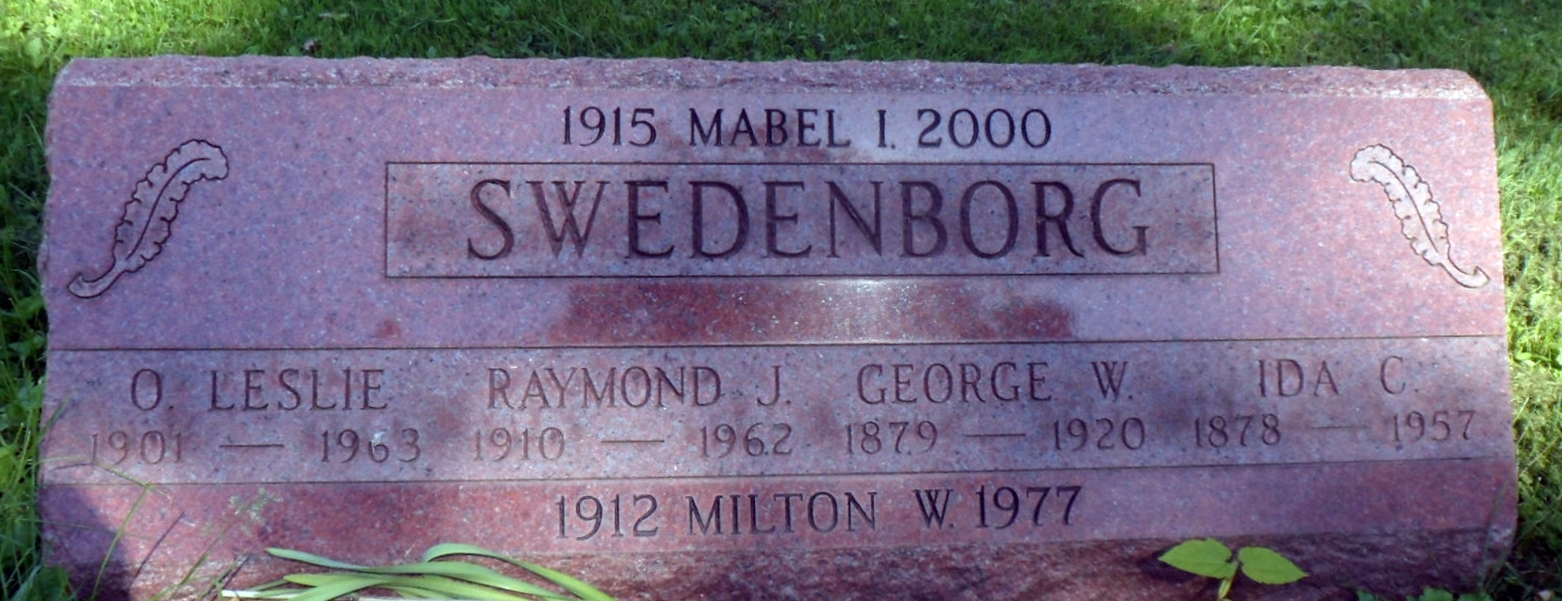 1915 MABEL I. 2000
SWEDENBORG
O. LESLIE RAYMOND J. GEORGE W. IDA C.
1901 — 1963 1910 — 1962 1879 — 1920 1878 — 1957
1912 MILTON W. 1977